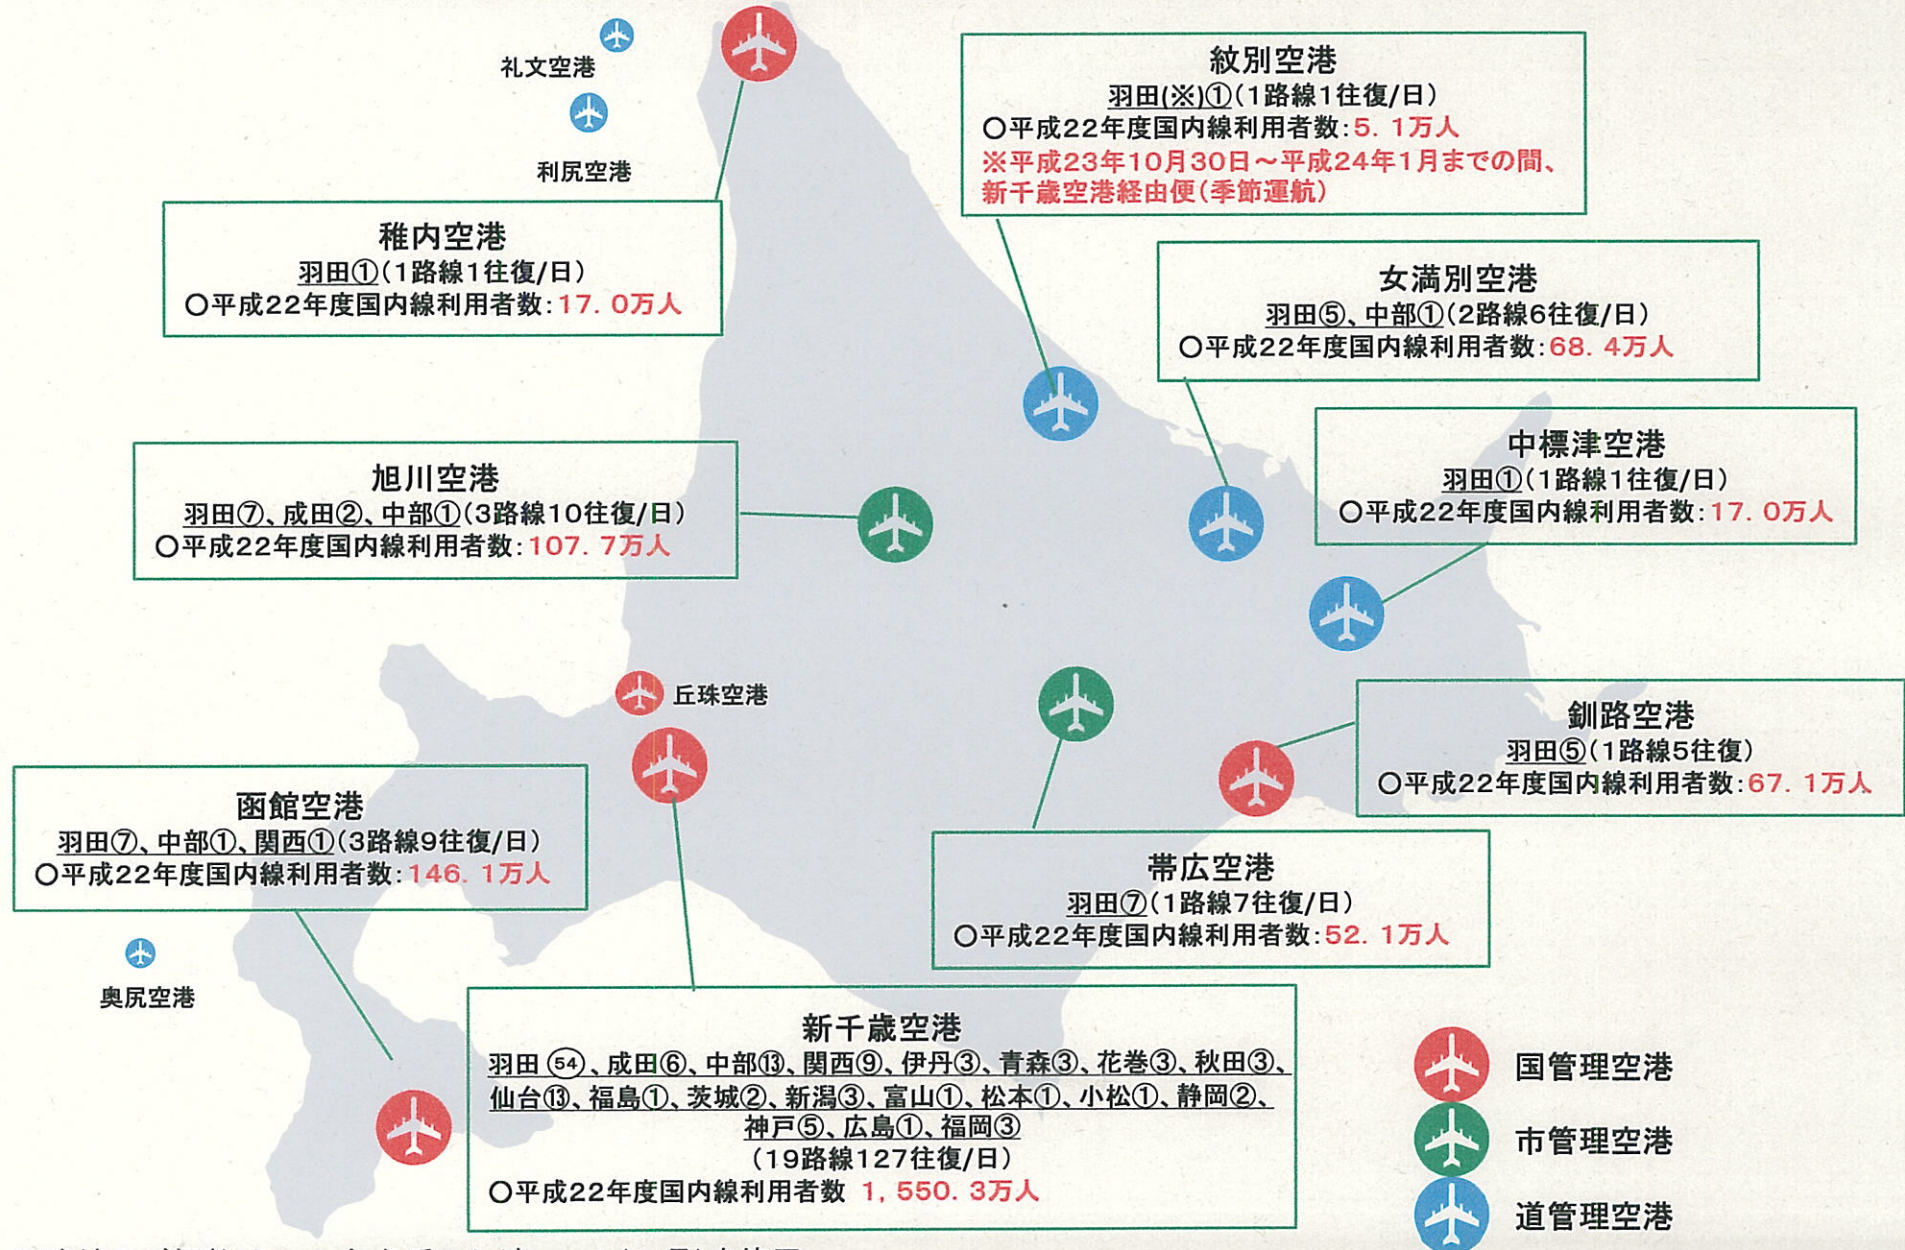 礼文空港
利尻空港
紋別空港
羽田(※)①(1路線1往復/日)
○平成22年度国内線利用者数:5.1万人
※平成23年10月30日～平成24年1月までの間、
新千歳空港経由便(季節運航)
稚内空港
羽田①(1路線1往復/日)
○平成22年度国内線利用者数:17.0万人
女満別空港
羽田⑤、中部①(2路線6往復/日)
○平成22年度国内線利用者数:68.4万人
中標津空港
羽田①(1路線1往復/日)
○平成22年度国内線利用者数:17.0万人
旭川空港
羽田⑦、成田②、中部①(3路線10往復/日)
○平成22年度国内線利用者数:107.7万人
丘珠空港
釧路空港
羽田⑤(1路線5往復)
○平成22年度国内線利用者数:67.1万人
函館空港
羽田⑦、中部①、関西①(3路線9往復/日)
○平成22年度国内線利用者数:146.1万人
帯広空港
羽田⑦(1路線7往復/日)
○平成22年度国内線利用者数:52.1万人
奥尻空港
新千歳空港
羽田㊴、成田⑥、中部⑬、関西⑨、伊丹③、青森③、花巻③、秋田③、
仙台⑬、福島①、茨城②、新潟③、富山①、松本①、小松①、静岡②、
神戸⑤、広島①、福岡③
(19路線127往復/日)
○平成22年度国内線利用者数 1,550.3万人
国管理空港
市管理空港
道管理空港